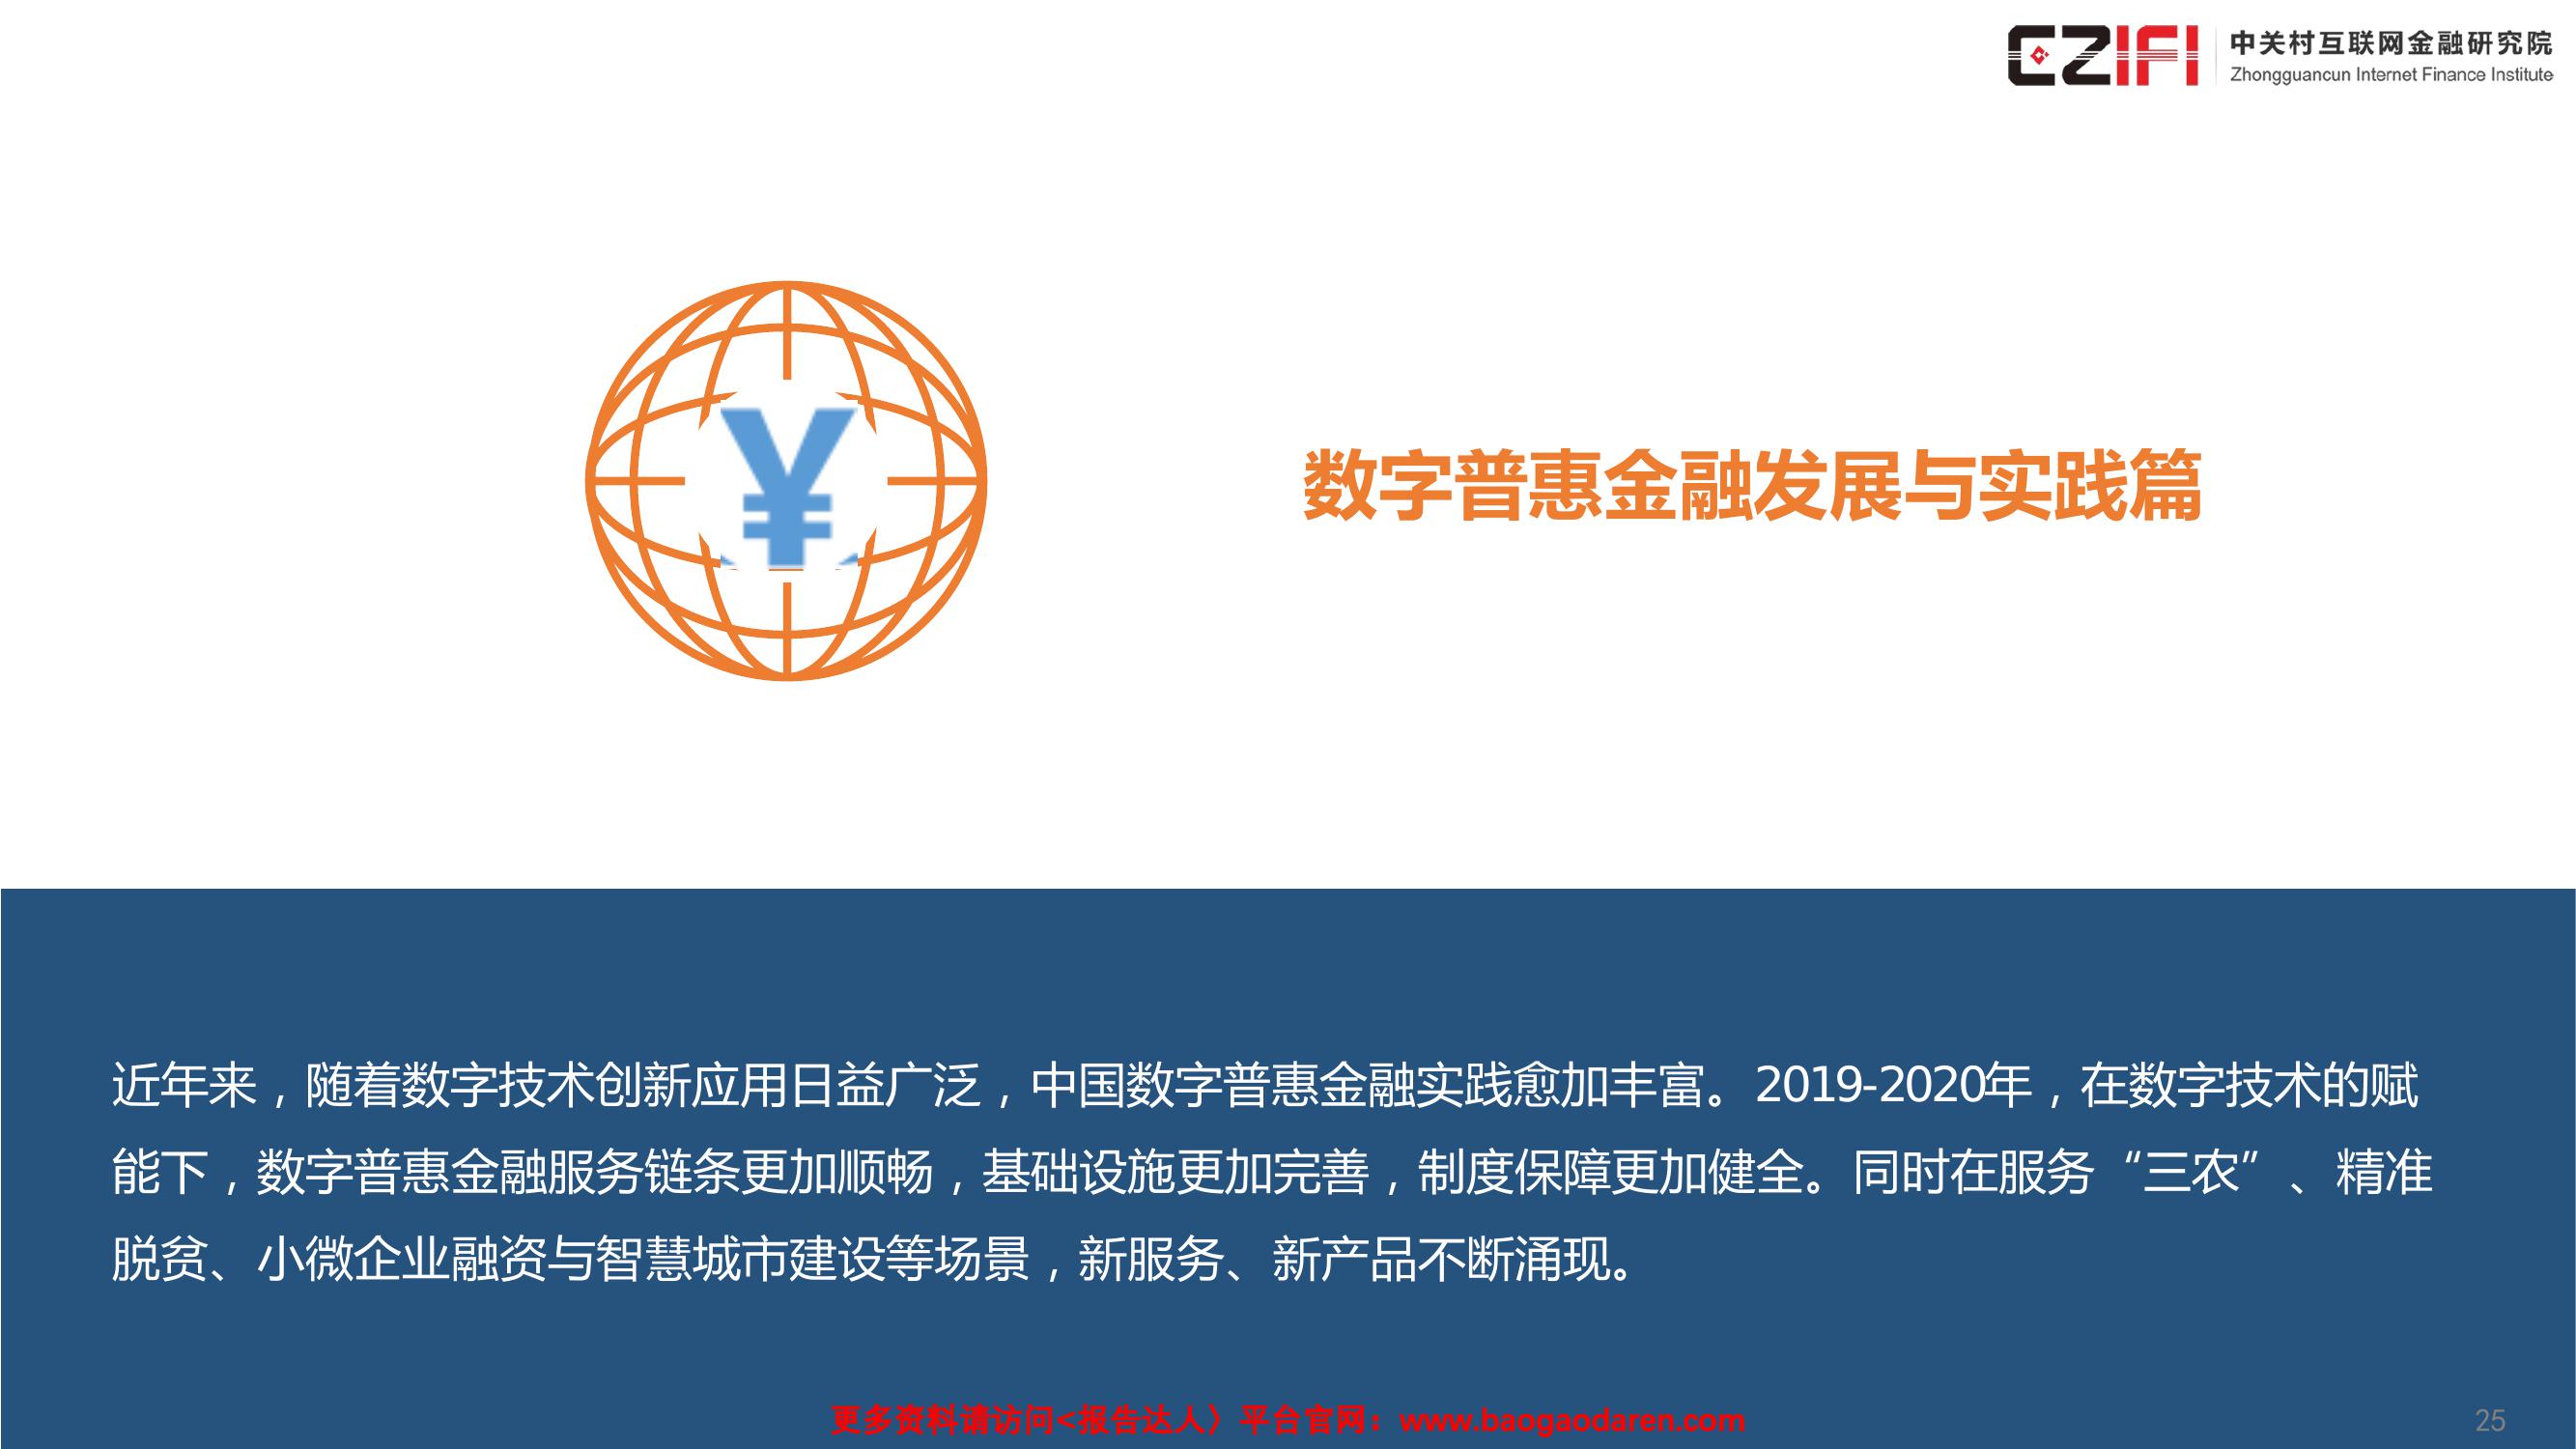 CZIFI
中关村互联网金融研究院
Zhongguancun Internet Finance Institute
¥
数字普惠金融发展与实践篇
近年来，随着数字技术创新应用日益广泛，中国数字普惠金融实践愈加丰富。2019-2020年，在数字技术的赋
能下，数字普惠金融服务链条更加顺畅，基础设施更加完善，制度保障更加健全。同时在服务“三农”、精准
脱贫、小微企业融资与智慧城市建设等场景，新服务、新产品不断涌现。
更多资料请访问<报告达人〉平台官网：www.baogaodaren.com
25